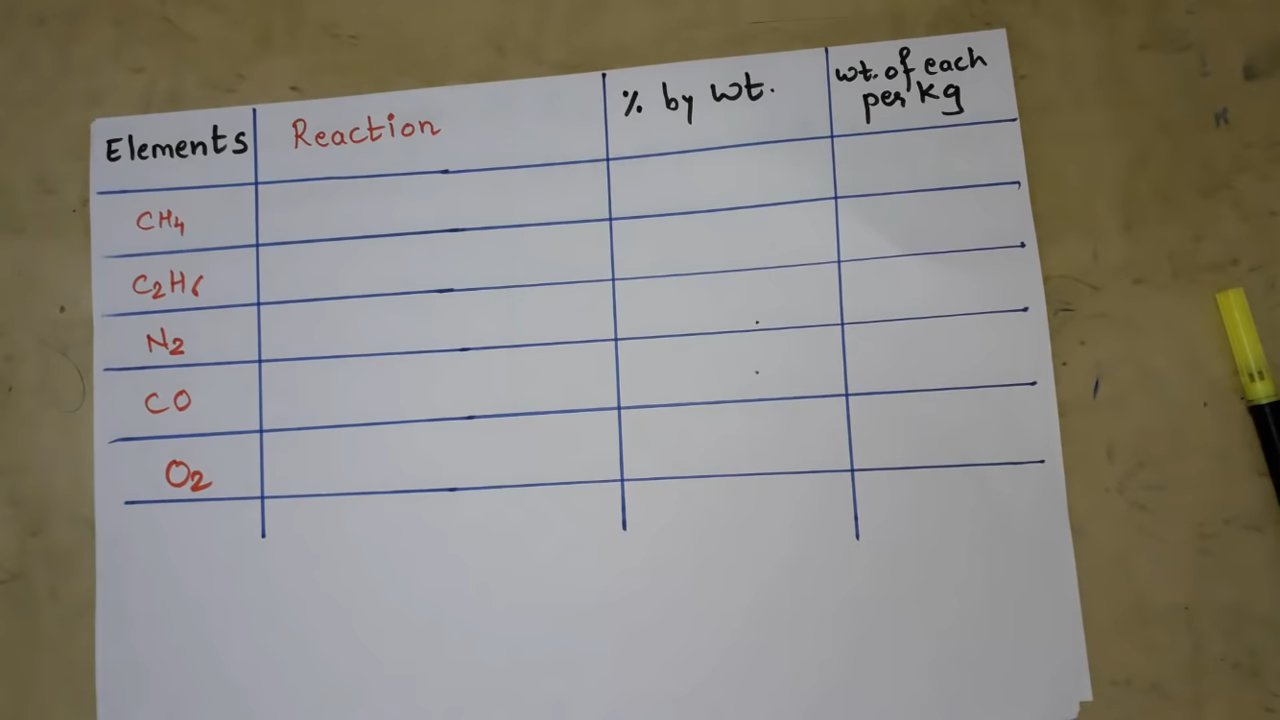 Elements Reaction % by wt. wt. of each
per Kg
CH4
C2H6
N2
CO
O2